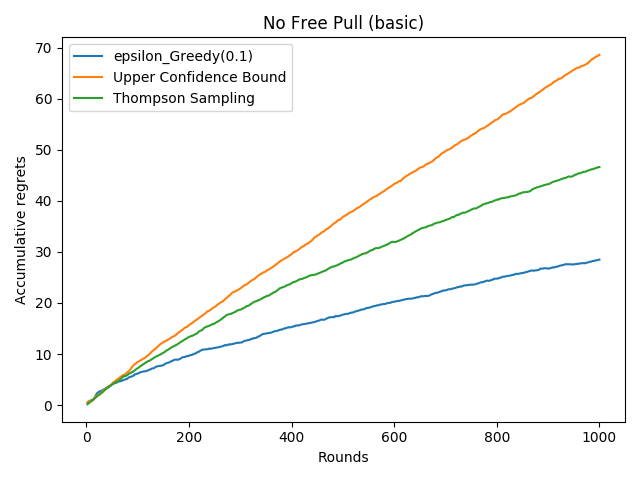 No Free Pull (basic)
epsilon_Greedy(0.1)
Upper Confidence Bound
Thompson Sampling
Accumulative regrets
70
60
50
40
30
20
10
0
0 200 400 600 800 1000
Rounds